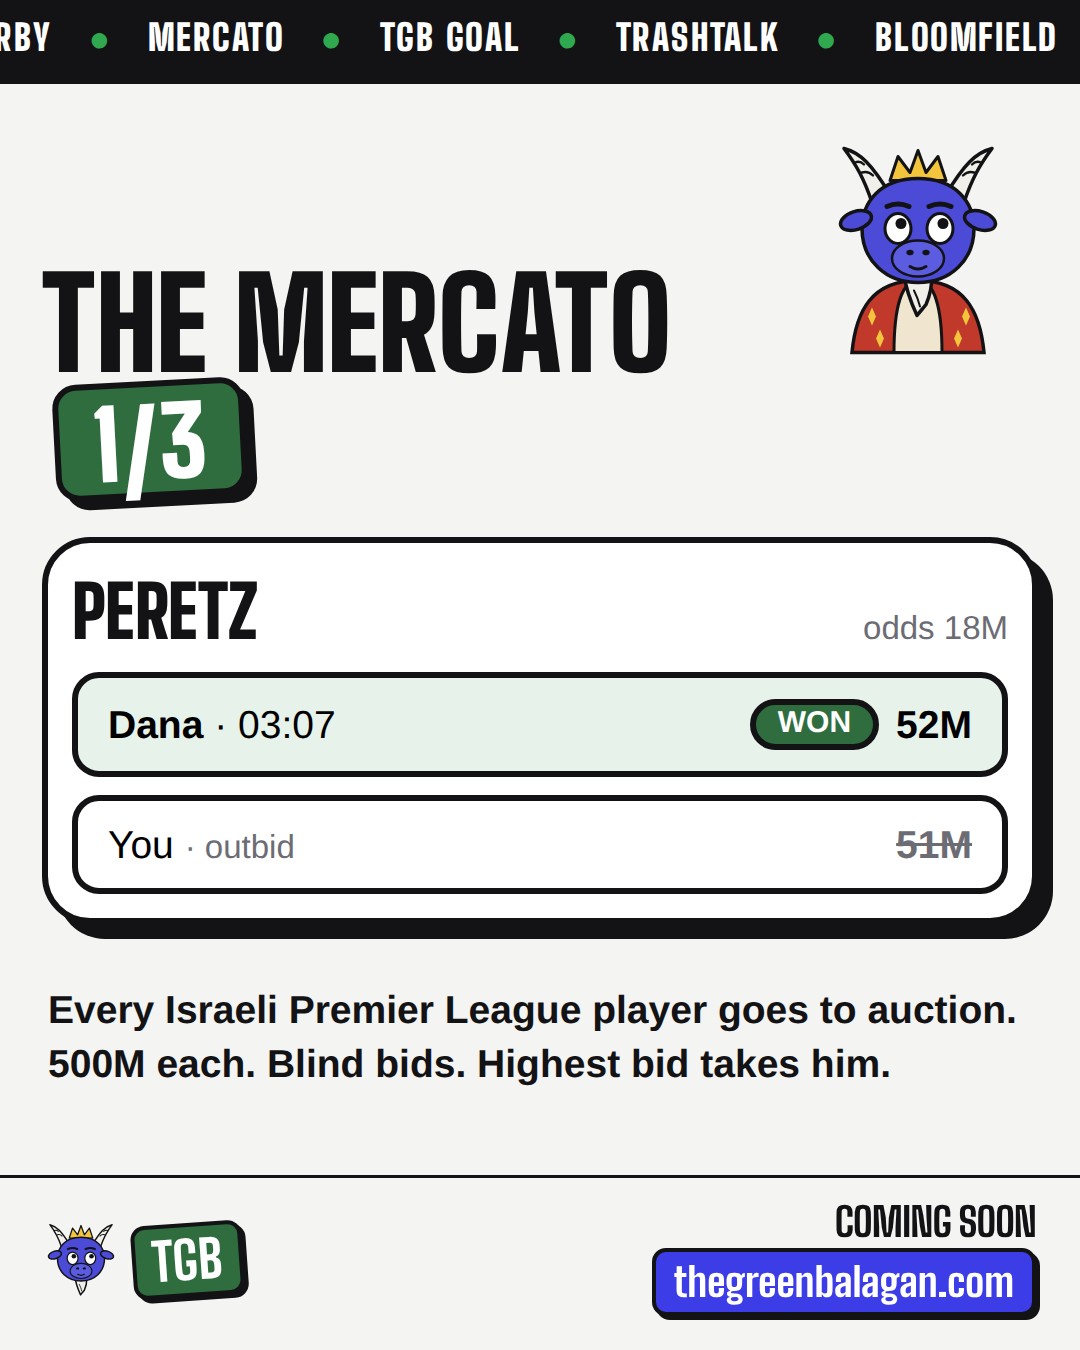 RBY • MERCATO • TGB GOAL • TRASHTALK • BLOOMFIELD
THE MERCATO
1/3
PERETZ
odds 18M
Dana · 03:07 WON 52M
You · outbid 51M
Every Israeli Premier League player goes to auction.
500M each. Blind bids. Highest bid takes him.
TGB
COMING SOON
thegreenbalagan.com